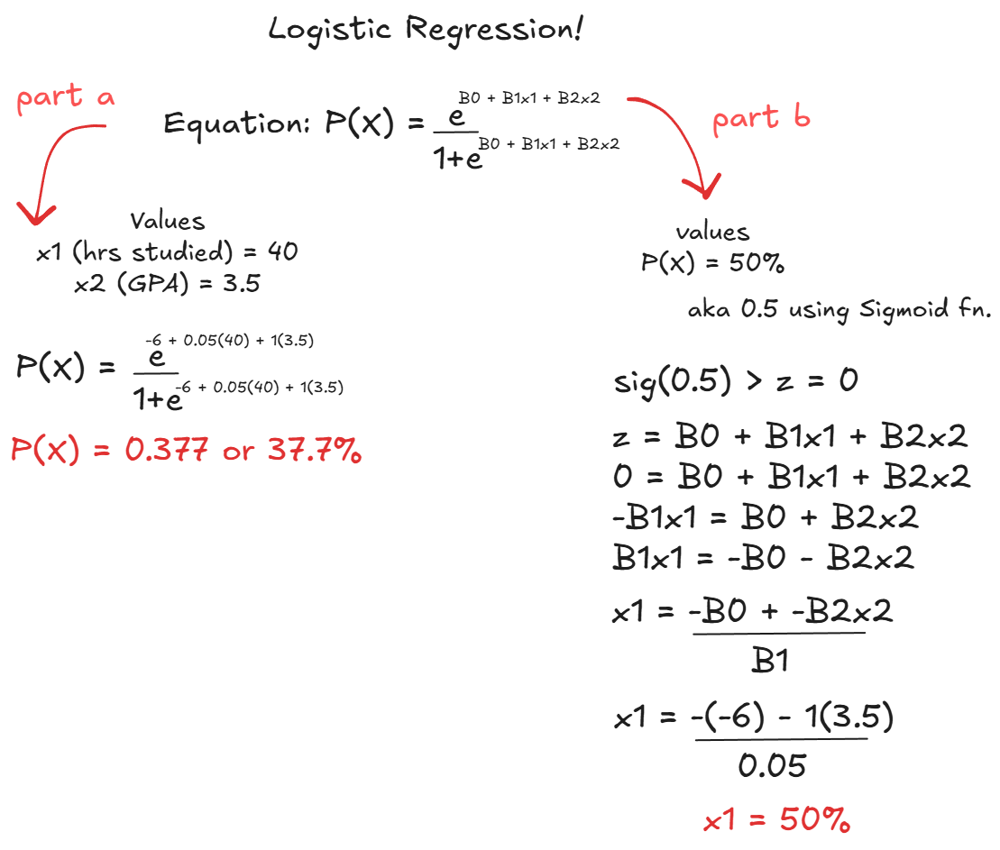 Logistic Regression!
part a
Equation: P(X) = e^B0 + B1x1 + B2x2
1+e^B0 + B1x1 + B2x2
part b
Values
x1 (hrs studied) = 40
x2 (GPA) = 3.5
P(X) = e^-6 + 0.05(40) + 1(3.5)
1+e^-6 + 0.05(40) + 1(3.5)
P(X) = 0.377 or 37.7%
values
P(X) = 50%
aka 0.5 using Sigmoid fn.
sig(0.5) > z = 0
z = B0 + B1x1 + B2x2
0 = B0 + B1x1 + B2x2
-B1x1 = B0 + B2x2
B1x1 = -B0 - B2x2
x1 = -B0 + -B2x2
B1
x1 = -(-6) - 1(3.5)
0.05
x1 = 50%